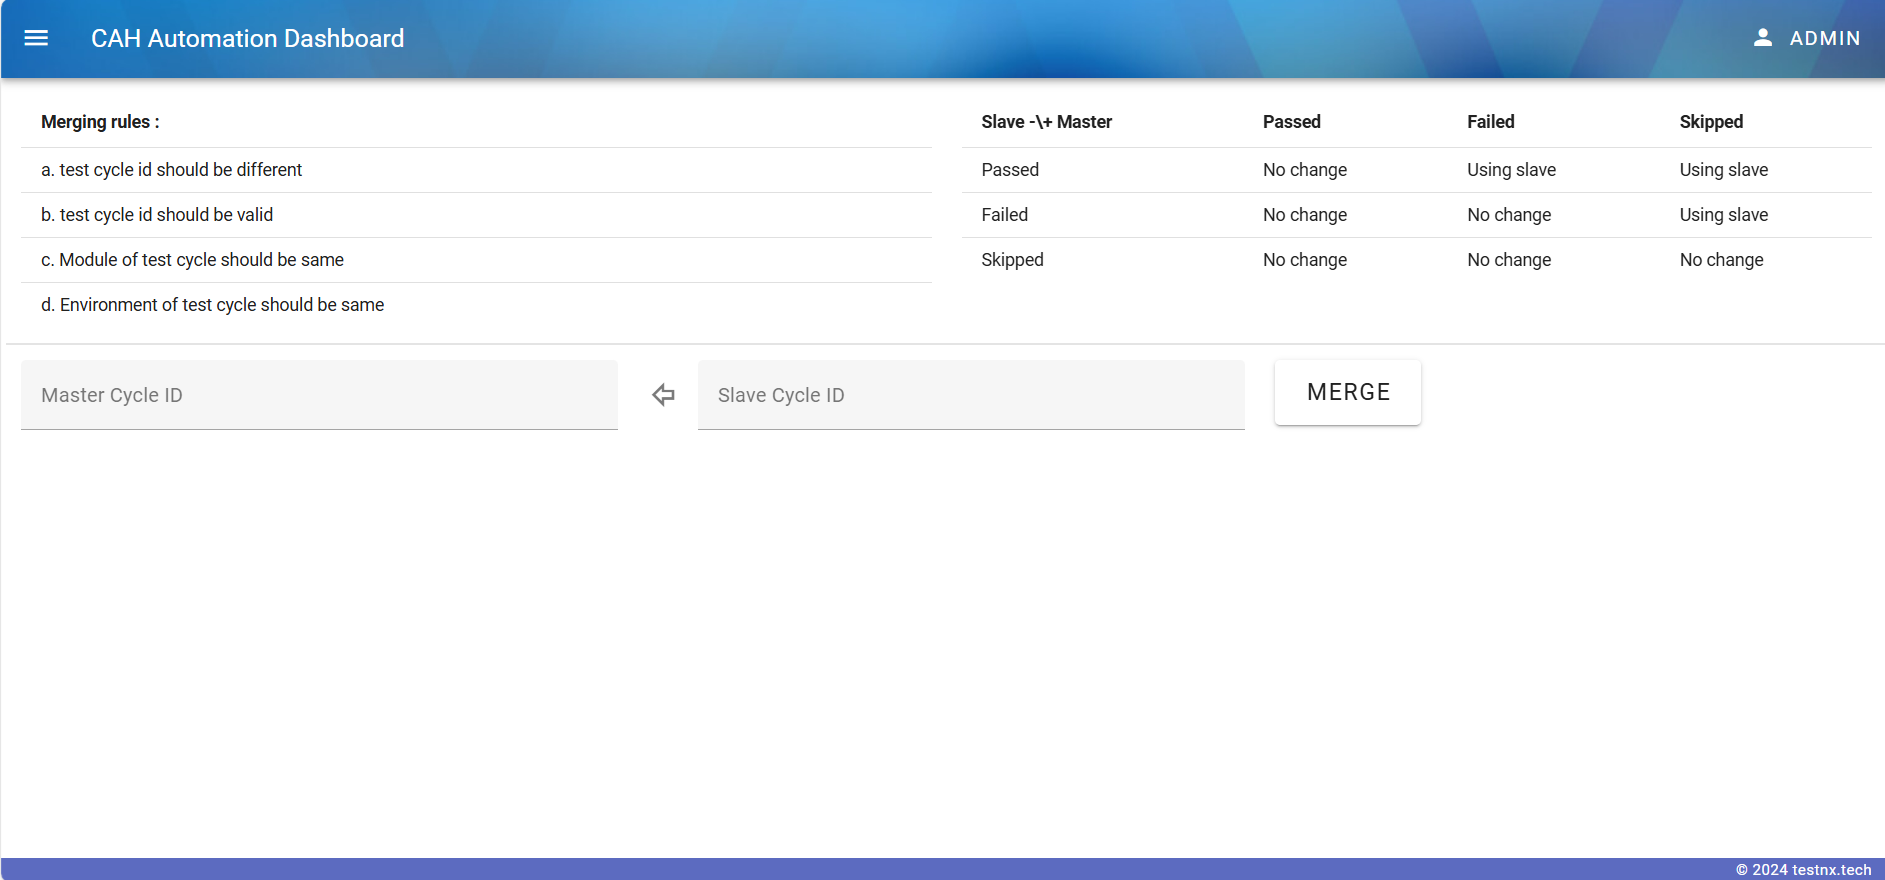 CAH Automation Dashboard
ADMIN
Merging rules :
a. test cycle id should be different
b. test cycle id should be valid
c. Module of test cycle should be same
d. Environment of test cycle should be same
Slave -\+ Master Passed Failed Skipped
Passed No change Using slave Using slave
Failed No change No change Using slave
Skipped No change No change No change
Master Cycle ID
Slave Cycle ID
MERGE
© 2024 testnx.tech